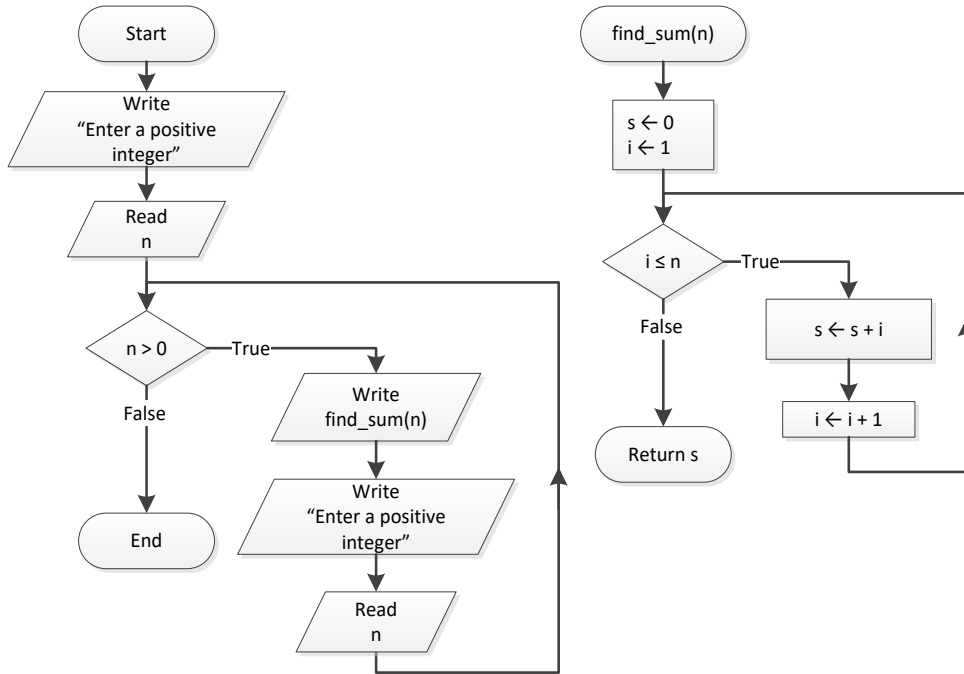 Start
Write
“Enter a positive
integer”
Read
n
n > 0
True
False
Write
find_sum(n)
Write
“Enter a positive
integer”
Read
n
End
find_sum(n)
s ← 0
i ← 1
i ≤ n
True
False
s ← s + i
i ← i + 1
Return s